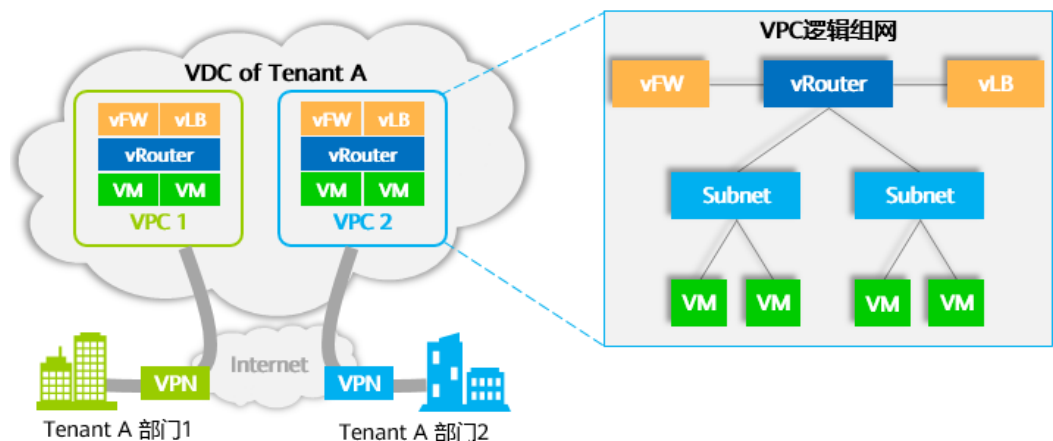 VDC of Tenant A
vFW vLB
vRouter
VM VM
VPC 1
vFW vLB
vRouter
VM VM
VPC 2
Internet
VPN
VPN
Tenant A 部门1
Tenant A 部门2
VPC逻辑组网
vFW vRouter vLB
Subnet Subnet
VM VM VM VM